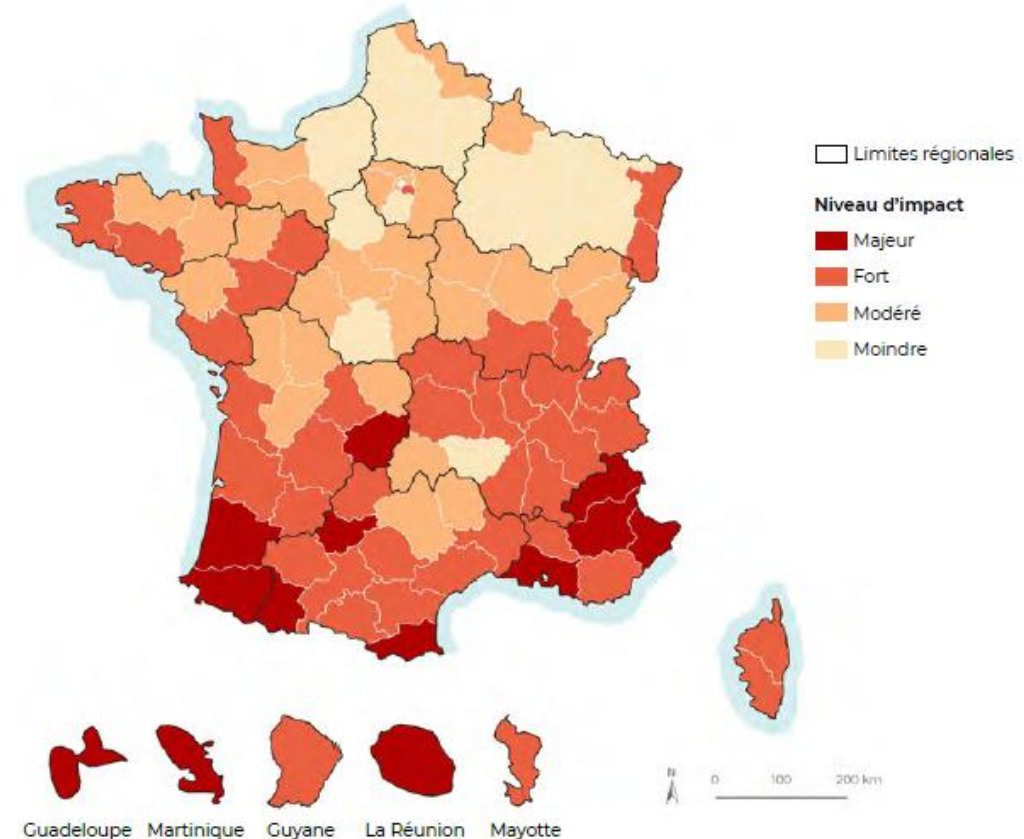 Limites régionales
Niveau d’impact
Majeur
Fort
Modéré
Moindre
N
0 100 200 km
Guadeloupe Martinique Guyane La Réunion Mayotte